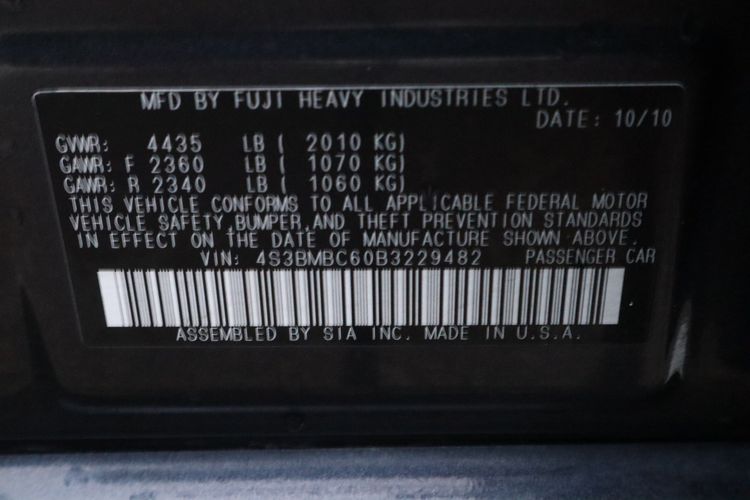 MFD BY FUJI HEAVY INDUSTRIES LTD.
DATE: 10/10
GVWR: 4435 LB ( 2010 KG)
GAWR: F 2360 LB ( 1070 KG)
GAWR: R 2340 LB ( 1060 KG)
THIS VEHICLE CONFORMS TO ALL APPLICABLE FEDERAL MOTOR
VEHICLE SAFETY,BUMPER,AND THEFT PREVENTION STANDARDS
IN EFFECT ON THE DATE OF MANUFACTURE SHOWN ABOVE.
VIN: 4S3BMBC60B3229482 PASSENGER CAR
ASSEMBLED BY SIA INC. MADE IN U.S.A.